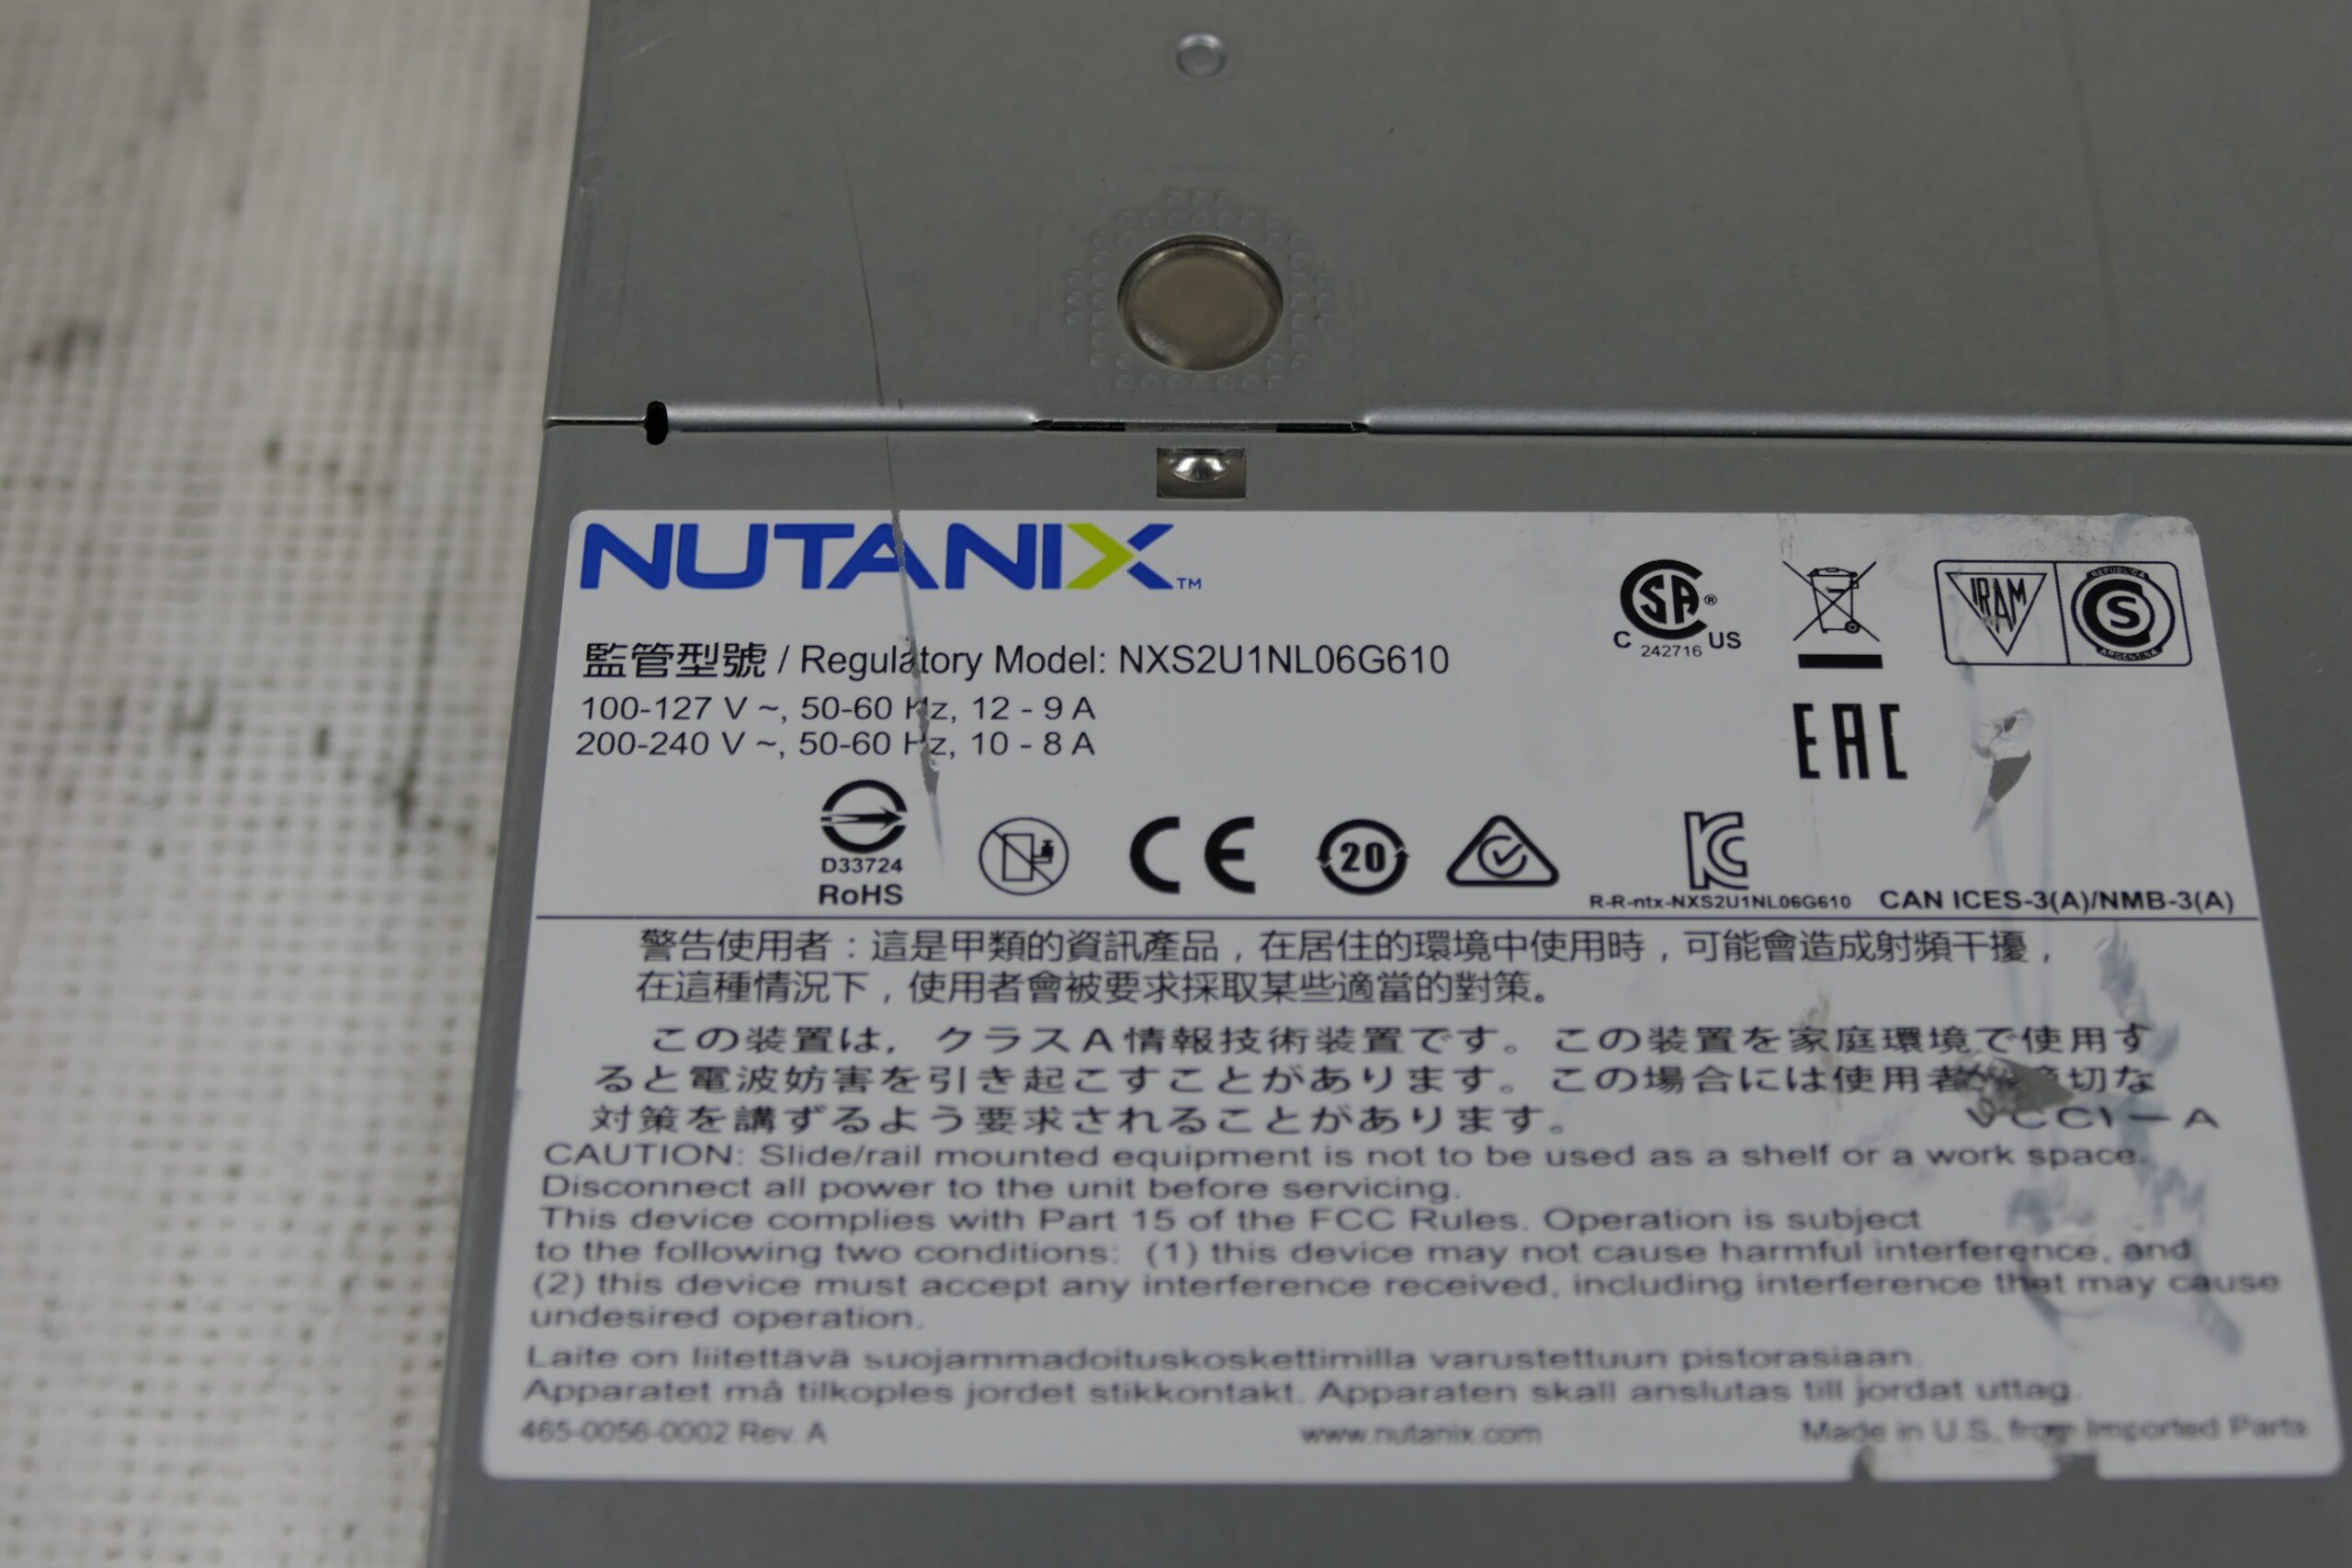 NUTANIX™
監管型號 / Regulatory Model: NXS2U1NL06G610
100-127 V ~, 50-60 Hz, 12 - 9 A
200-240 V ~, 50-60 Hz, 10 - 8 A
SA®
C 242716 US
IRAM
REPUBLICA
S
ARGENTINA
EAC
D33724
RoHS
CE
20
KC
R-R-ntx-NXS2U1NL06G610
CAN ICES-3(A)/NMB-3(A)
警告使用者：這是甲類的資訊產品，在居住的環境中使用時，可能會造成射頻干擾，
在這種情況下，使用者會被要求採取某些適當的對策。
この装置は，クラスA情報技術装置です。この装置を家庭環境で使用す
ると電波妨害を引き起こすことがあります。この場合には使用者 適切な
対策を講ずるよう要求されることがあります。 VCCI－A
CAUTION: Slide/rail mounted equipment is not to be used as a shelf or a work space.
Disconnect all power to the unit before servicing.
This device complies with Part 15 of the FCC Rules. Operation is subject
to the following two conditions: (1) this device may not cause harmful interference, and
(2) this device must accept any interference received, including interference that may cause
undesired operation.
Laite on liitettävä suojammadoituskoskettimilla varustettuun pistorasiaan.
Apparatet må tilkoples jordet stikkontakt. Apparaten skall anslutas till jordat uttag.
465-0056-0002 Rev. A www.nutanix.com Made in U.S. from Imported Parts